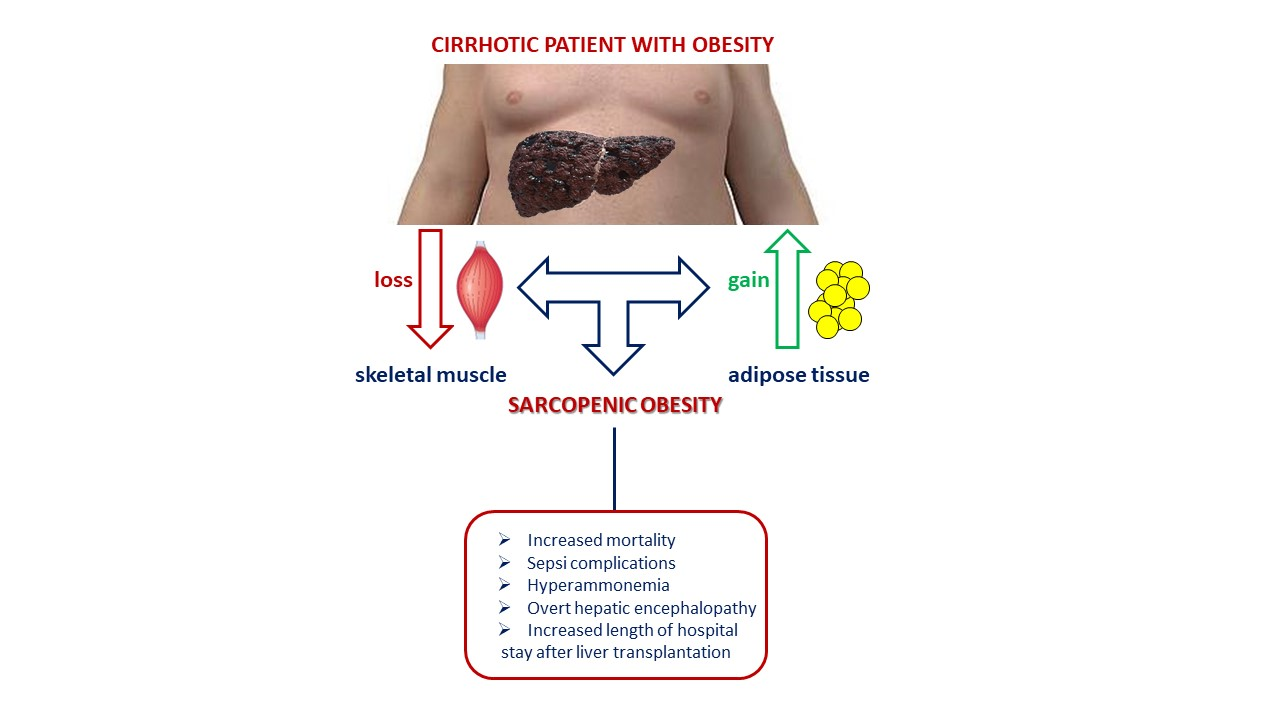 CIRRHOTIC PATIENT WITH OBESITY
loss
gain
skeletal muscle
adipose tissue
SARCOPENIC OBESITY
➢ Increased mortality
➢ Sepsi complications
➢ Hyperammonemia
➢ Overt hepatic encephalopathy
➢ Increased length of hospital
stay after liver transplantation